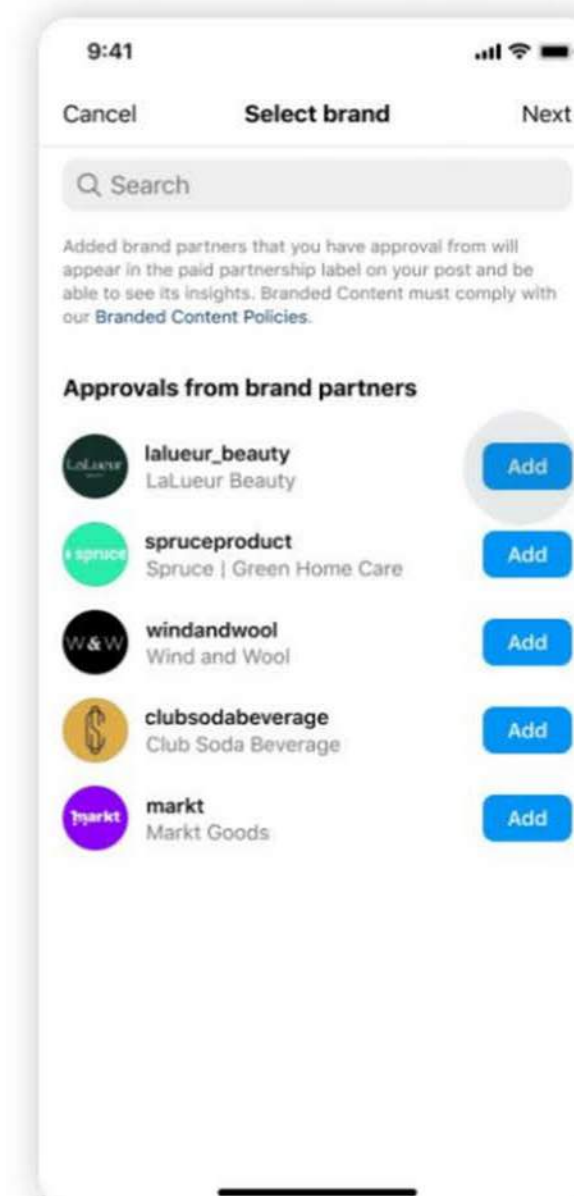 9:41
Cancel Select brand Next
Search
Added brand partners that you have approval from will
appear in the paid partnership label on your post and be
able to see its insights. Branded Content must comply with
our Branded Content Policies.
Approvals from brand partners
LaLueur
lalueur_beauty
LaLueur Beauty
Add
spruce
spruceproduct
Spruce | Green Home Care
Add
W&W
windandwool
Wind and Wool
Add
clubsodabeverage
Club Soda Beverage
Add
markt
markt
Markt Goods
Add